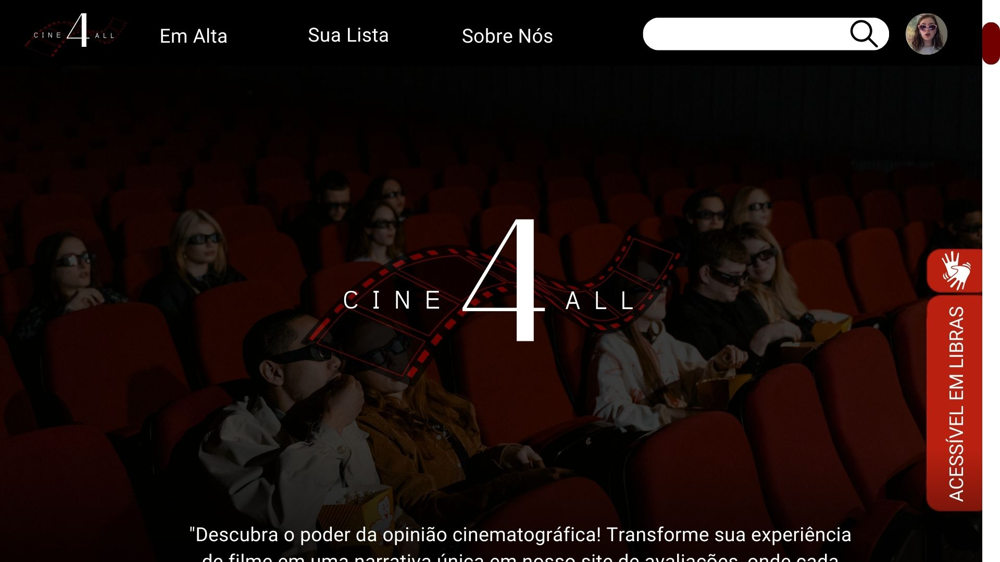 CINE 4 ALL
Em Alta
Sua Lista
Sobre Nós
CINE 4 ALL
ACESSÍVEL EM LIBRAS
"Descubra o poder da opinião cinematográfica! Transforme sua experiência
de filme em uma narrativa única em nosso site de avaliações, onde cada